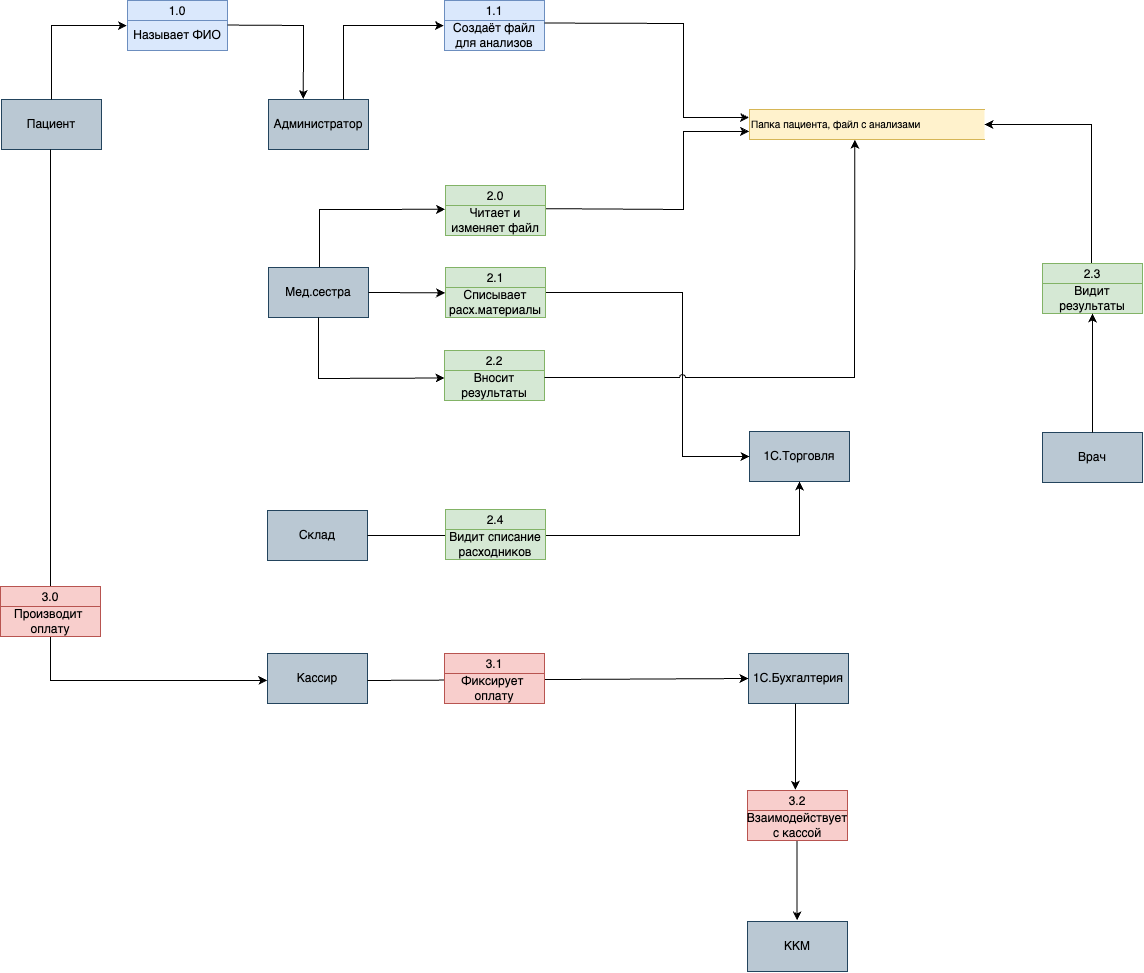 1.0
Называет ФИО
1.1
Создаёт файл
для анализов
Пациент
Администратор
Папка пациента, файл с анализами
2.0
Читает и
изменяет файл
Мед.сестра
2.1
Списывает
расх.материалы
2.3
Видит
результаты
2.2
Вносит
результаты
1С.Торговля
Врач
Склад
2.4
Видит списание
расходников
3.0
Производит
оплату
Кассир
3.1
Фиксирует
оплату
1С.Бухгалтерия
3.2
Взаимодействует
с кассой
ККМ